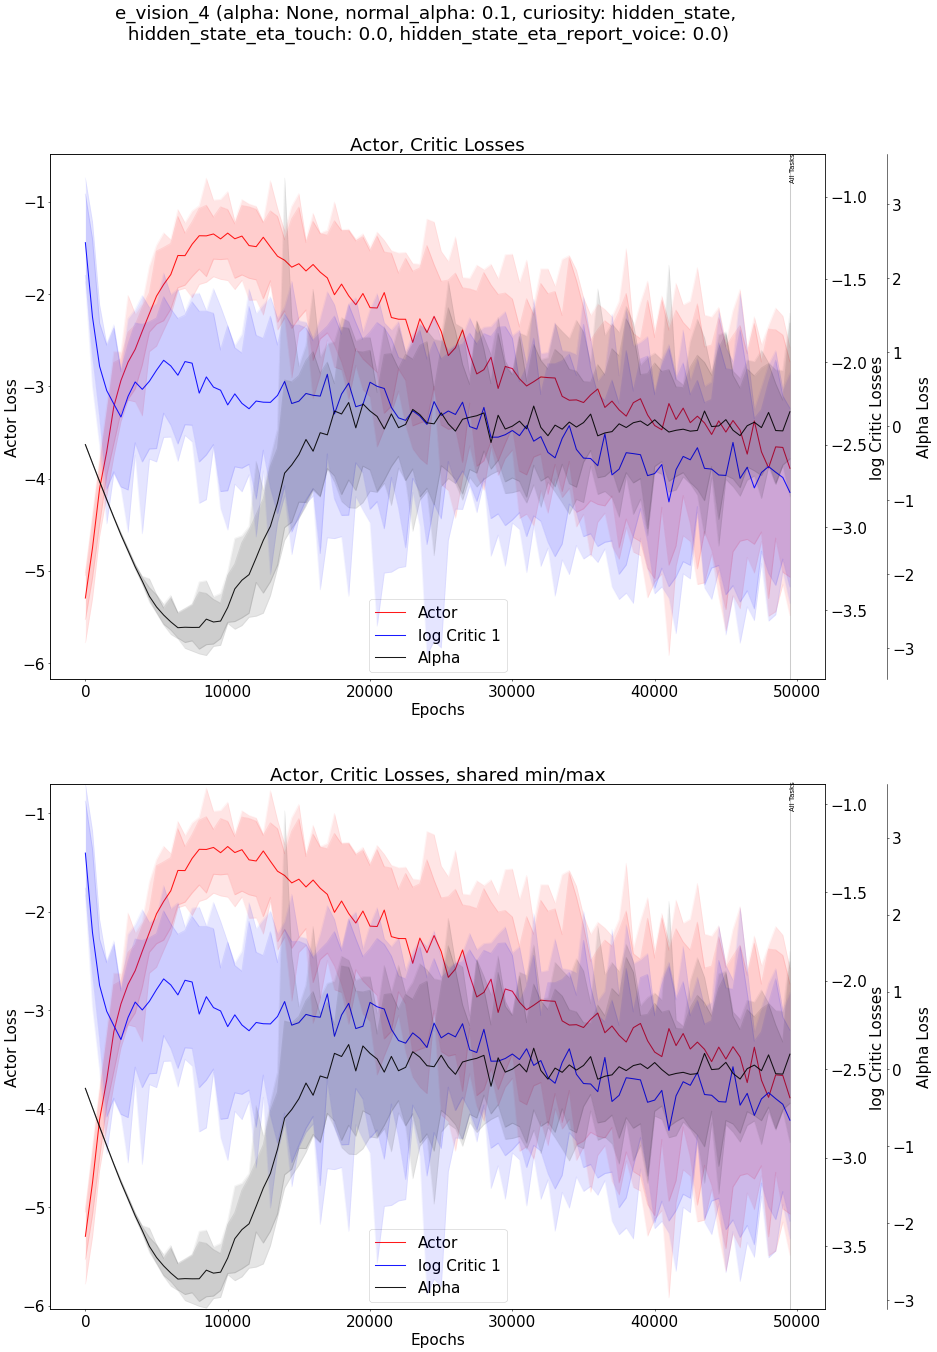 e_vision_4 (alpha: None, normal_alpha: 0.1, curiosity: hidden_state,
hidden_state_eta_touch: 0.0, hidden_state_eta_report_voice: 0.0)
Actor, Critic Losses
All Tasks
−1
−2
−3
−4
−5
−6
Actor Loss
−1.0
−1.5
−2.0
−2.5
−3.0
−3.5
log Critic Losses
3
2
1
0
−1
−2
−3
Alpha Loss
Actor
log Critic 1
Alpha
0 10000 20000 30000 40000 50000
Epochs
Actor, Critic Losses, shared min/max
All Tasks
−1
−2
−3
−4
−5
−6
Actor Loss
−1.0
−1.5
−2.0
−2.5
−3.0
−3.5
log Critic Losses
3
2
1
0
−1
−2
−3
Alpha Loss
Actor
log Critic 1
Alpha
0 10000 20000 30000 40000 50000
Epochs